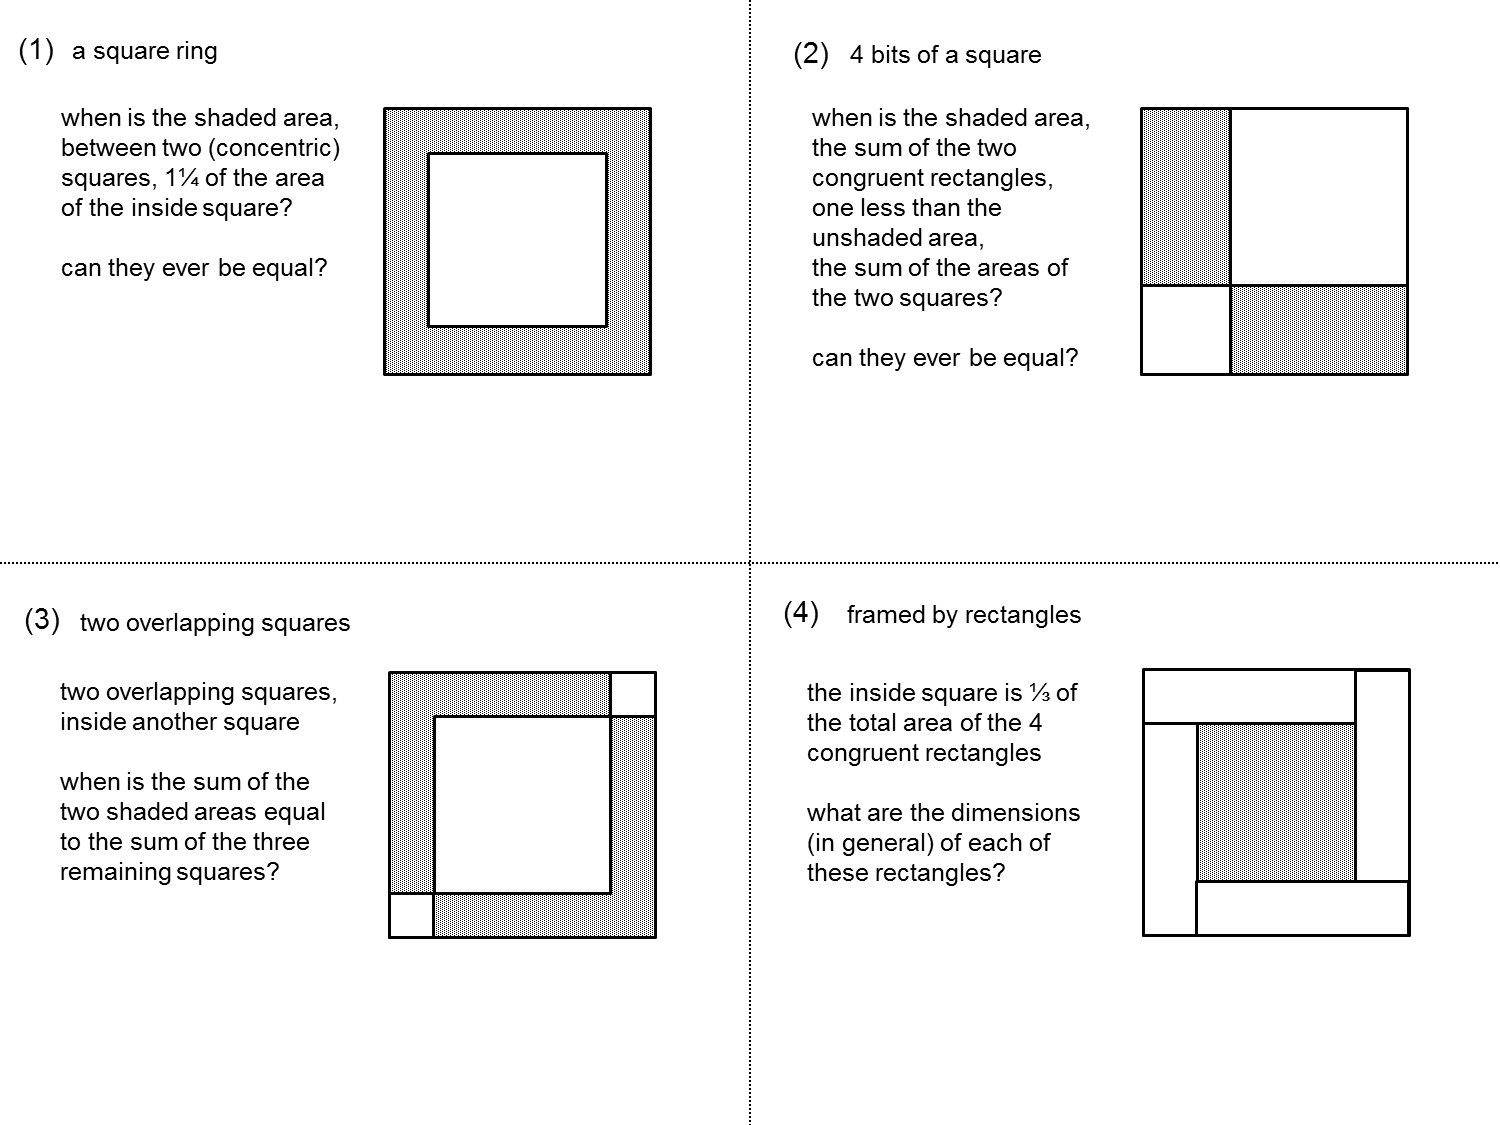 (1) a square ring
when is the shaded area,
between two (concentric)
squares, 1¼ of the area
of the inside square?
can they ever be equal?
(2) 4 bits of a square
when is the shaded area,
the sum of the two
congruent rectangles,
one less than the
unshaded area,
the sum of the areas of
the two squares?
can they ever be equal?
(3) two overlapping squares
two overlapping squares,
inside another square
when is the sum of the
two shaded areas equal
to the sum of the three
remaining squares?
(4) framed by rectangles
the inside square is ⅓ of
the total area of the 4
congruent rectangles
what are the dimensions
(in general) of each of
these rectangles?